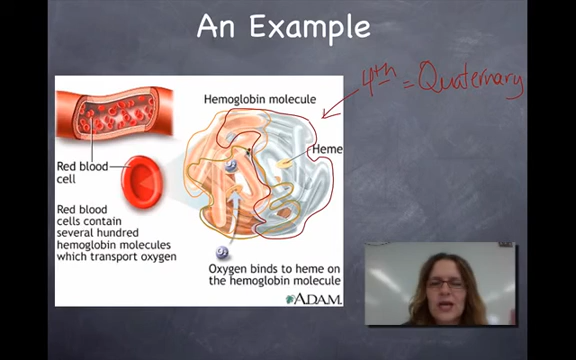 An Example
4th = Quaternary
Hemoglobin molecule
Heme
Red blood
cell
Red blood
cells contain
several hundred
hemoglobin molecules
which transport oxygen
Oxygen binds to heme on
the hemoglobin molecule
ADAM